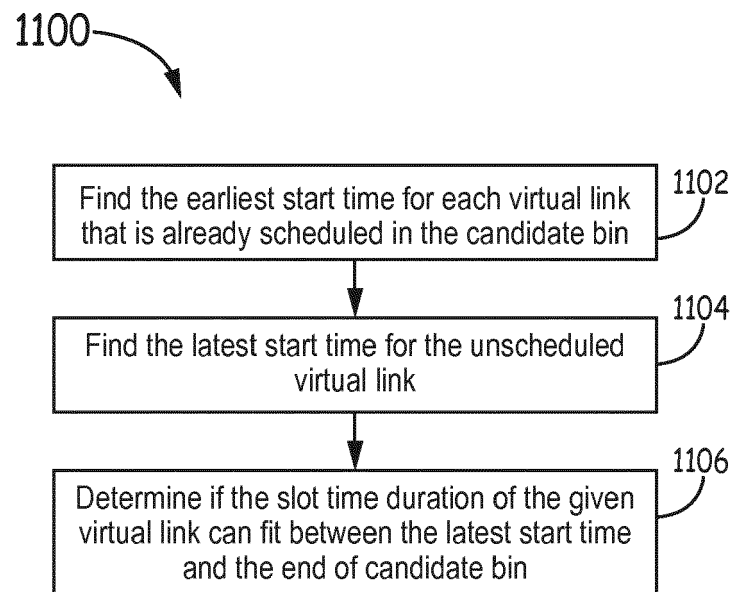 1100
Find the earliest start time for each virtual link
that is already scheduled in the candidate bin
1102
Find the latest start time for the unscheduled
virtual link
1104
Determine if the slot time duration of the given
virtual link can fit between the latest start time
and the end of candidate bin
1106